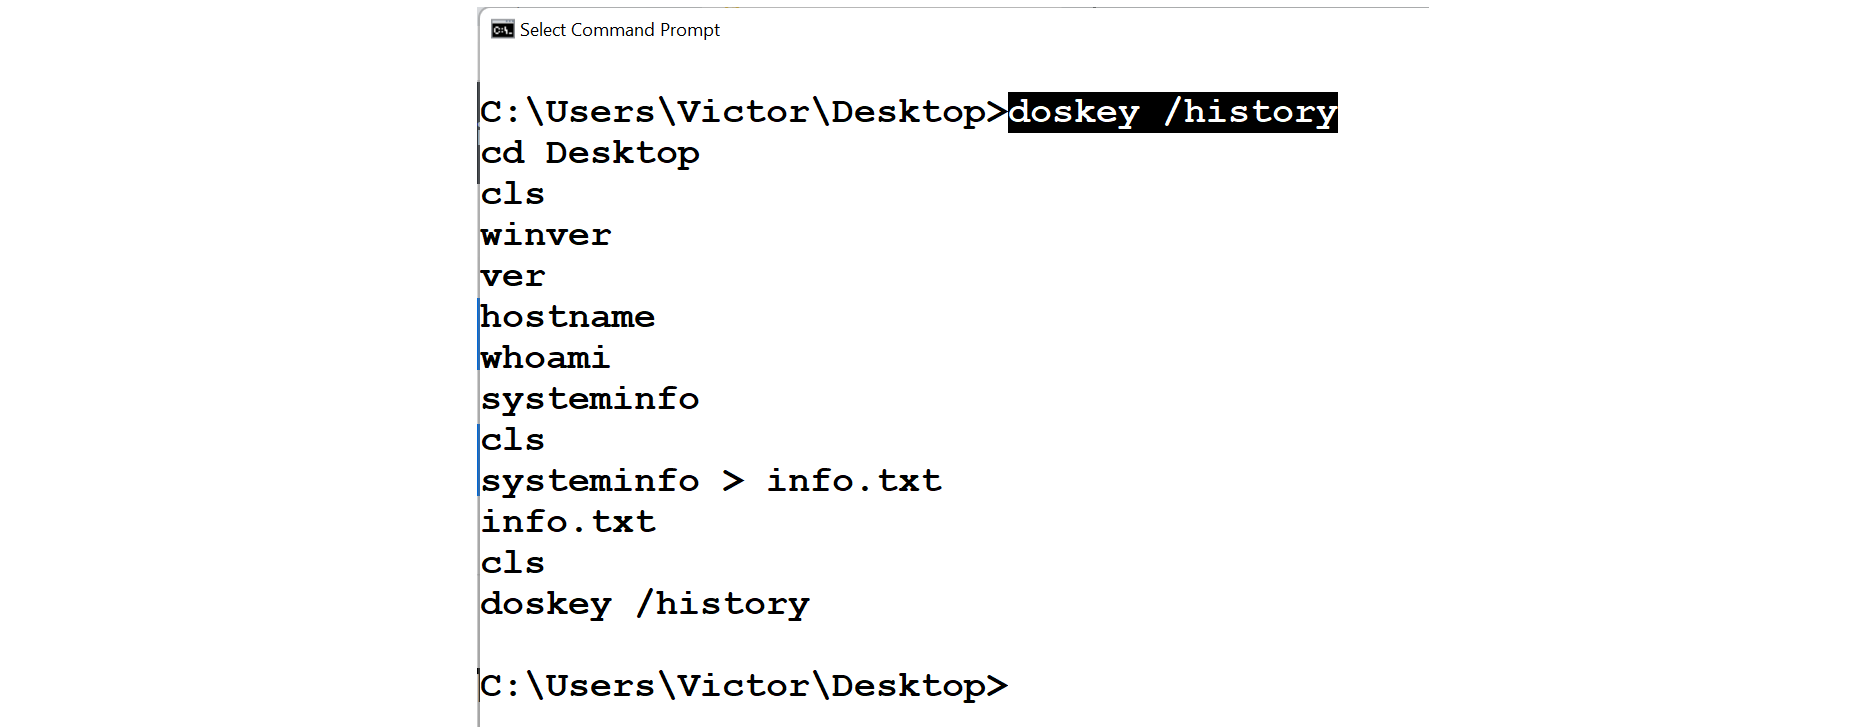 Select Command Prompt
C:\Users\Victor\Desktop>doskey /history
cd Desktop
cls
winver
ver
hostname
whoami
systeminfo
cls
systeminfo > info.txt
info.txt
cls
doskey /history
C:\Users\Victor\Desktop>